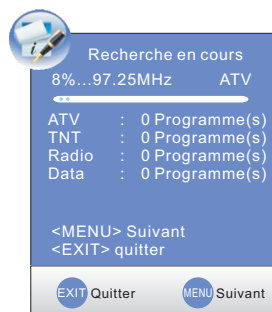 Recherche en cours
8%...97.25MHz ATV
ATV : 0 Programme(s)
TNT : 0 Programme(s)
Radio : 0 Programme(s)
Data : 0 Programme(s)
<MENU> Suivant
<EXIT> quitter
EXIT Quitter MENU Suivant